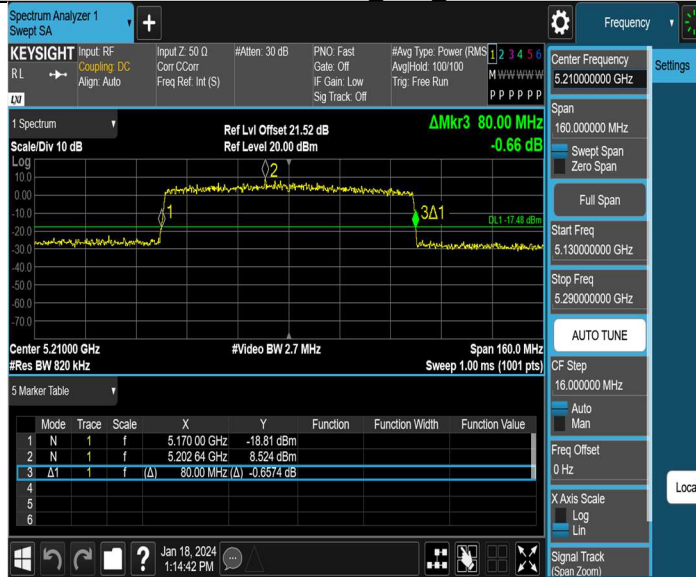 Spectrum Analyzer 1
Swept SA
+
Frequency
KEYSIGHT Input: RF Input Z: 50 Ω #Atten: 30 dB PNO: Fast #Avg Type: Power (RMS 1 2 3 4 5 6
RL Coupling: DC Corr CCorr Gate: Off Avg|Hold: 100/100 M W W W W W
Align: Auto Freq Ref: Int (S) IF Gain: Low Trig: Free Run P P P P P P
LXI Sig Track: Off
1 Spectrum
Scale/Div 10 dB Ref Lvl Offset 21.52 dB ΔMkr3 80.00 MHz
Ref Level 20.00 dBm -0.66 dB
Log
10.0
0.00
-10.0
-20.0
-30.0
-40.0
-50.0
-60.0
-70.0
2
1
3Δ1
DL1 -17.48 dBm
Center 5.21000 GHz #Video BW 2.7 MHz Span 160.0 MHz
#Res BW 820 kHz Sweep 1.00 ms (1001 pts)
5 Marker Table
Mode Trace Scale X Y Function Function Width Function Value
1 N 1 f 5.170 00 GHz -18.81 dBm
2 N 1 f 5.202 64 GHz 8.524 dBm
3 Δ1 1 f (Δ) 80.00 MHz (Δ) -0.6574 dB
4
5
6
Jan 18, 2024
1:14:42 PM
?
Center Frequency
5.210000000 GHz
Settings
Span
160.000000 MHz
Swept Span
Zero Span
Full Span
Start Freq
5.130000000 GHz
Stop Freq
5.290000000 GHz
AUTO TUNE
CF Step
16.000000 MHz
Auto
Man
Freq Offset
0 Hz
Loca
X Axis Scale
Log
Lin
Signal Track
(Span Zoom)